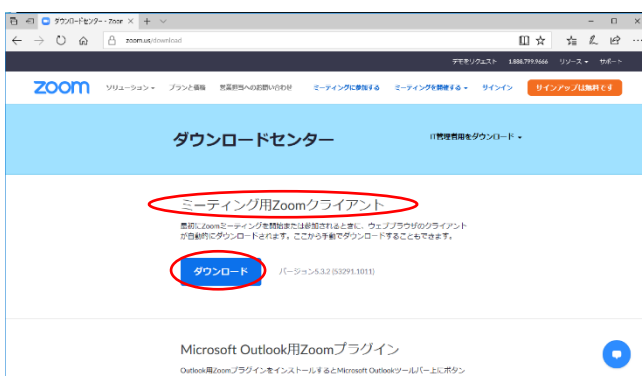 ダウンロードセンター - Zoom
zoom.us/download
デモをリクエスト 1.888.799.9666 リソース サポート
zoom ソリューション プランと価格 営業担当へのお問い合わせ ミーティングに参加する ミーティングを開催する サインイン サインアップは無料です
ダウンロードセンター IT管理者用をダウンロード
ミーティング用Zoomクライアント
最初にZoomミーティングを開始または参加されるときに、ウェブブラウザのクライアント
が自動的にダウンロードされます。ここから手動でダウンロードすることもできます。
ダウンロード バージョン5.3.2 (53291.1011)
Microsoft Outlook用Zoomプラグイン
Outlook用ZoomプラグインをインストールするとMicrosoft Outlookツールバー上にボタン